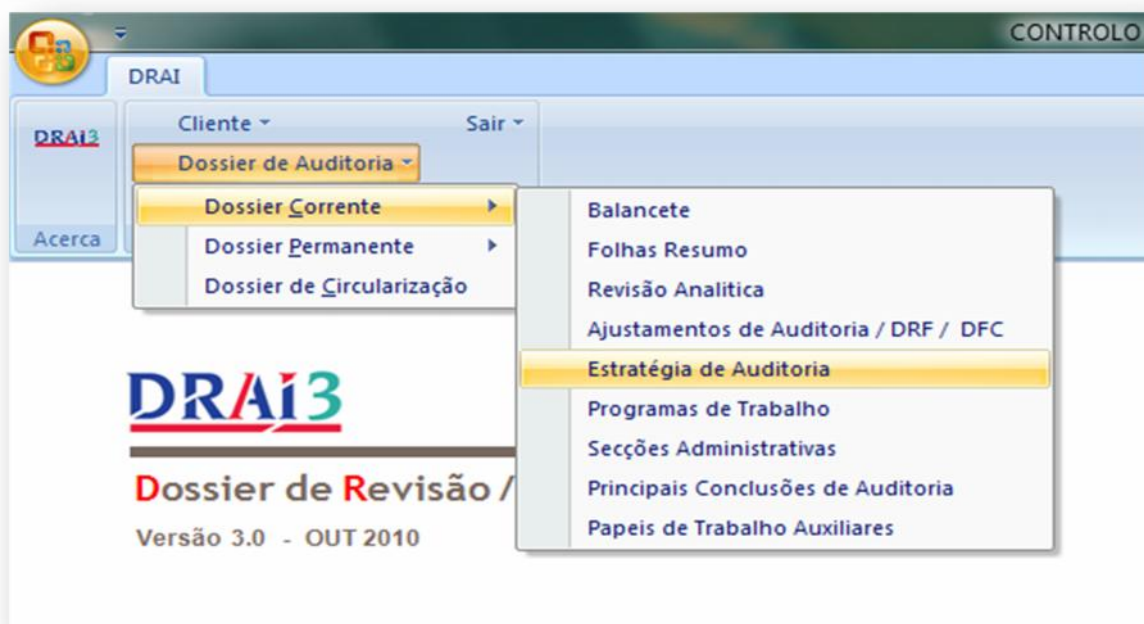 CONTROLO
DRAI
DRAi3
Cliente
Sair
Dossier de Auditoria
Acerca
Dossier Corrente
Dossier Permanente
Dossier de Circularização
Balancete
Folhas Resumo
Revisão Analitica
Ajustamentos de Auditoria / DRF / DFC
Estratégia de Auditoria
Programas de Trabalho
Secções Administrativas
Principais Conclusões de Auditoria
Papeis de Trabalho Auxiliares
DRAi3
Dossier de Revisão /
Versão 3.0 - OUT 2010